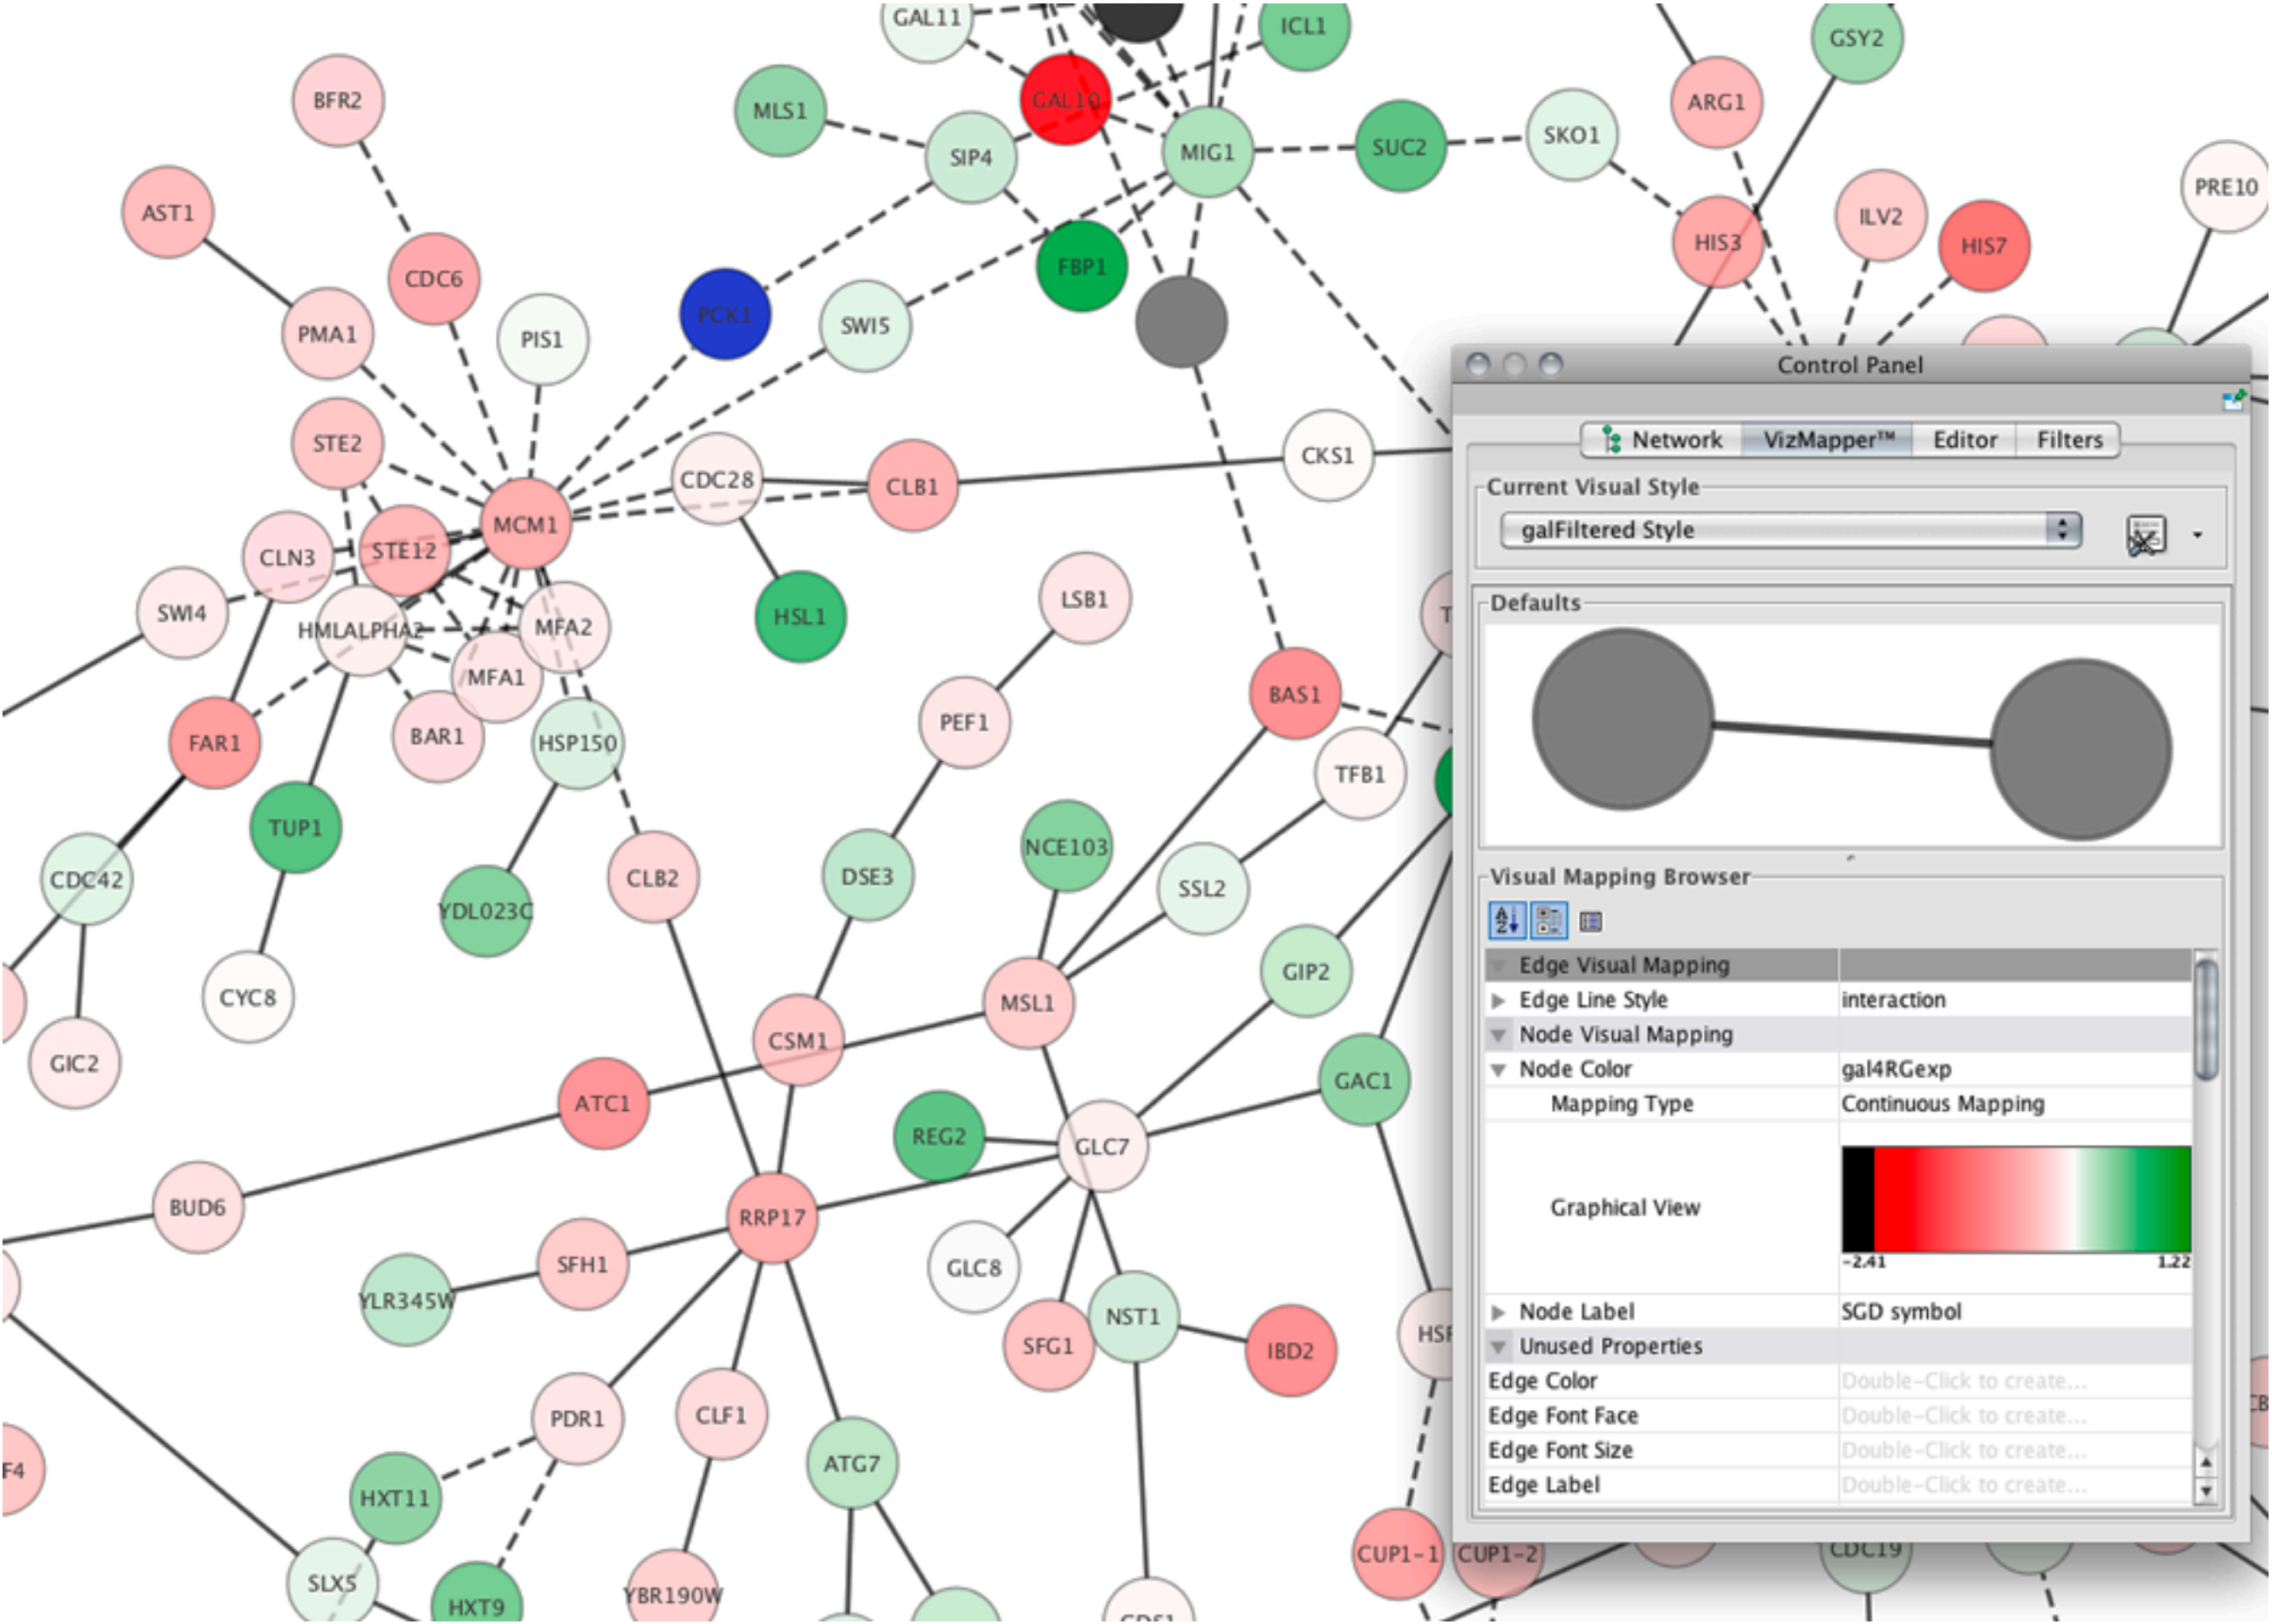 GAL11
ICL1
GSY2
BFR2
MLS1
GAL10
ARG1
SIP4
MIG1
SUC2
SKO1
PRE10
AST1
ILV2
HIS3
HIS7
CDC6
FBP1
PCK1
SWI5
PMA1
PIS1
STE2
CDC28
CLB1
CKS1
MCM1
STE12
CLN3
SWI4
HMLALPHA2
MFA2
HSL1
LSB1
MFA1
BAS1
FAR1
BAR1
HSP150
PEF1
TFB1
TUP1
NCE103
CDC42
CLB2
DSE3
SSL2
YDL023C
GIP2
CYC8
MSL1
CSM1
GIC2
GAC1
ATC1
REG2
GLC7
BUD6
RRP17
SFH1
GLC8
YLR345W
NST1
SFG1
IBD2
HSP
PDR1
CLF1
ATG7
F4
HXT11
CUP1-1
CUP1-2
CDC19
SLX5
HXT9
YBR190W
Control Panel
Network
VizMapper™
Editor
Filters
Current Visual Style
galFiltered Style
Defaults
Visual Mapping Browser
Edge Visual Mapping
Edge Line Style interaction
Node Visual Mapping
Node Color gal4RGexp
Mapping Type Continuous Mapping
Graphical View
-2.41 1.22
Node Label SGD symbol
Unused Properties
Edge Color Double-Click to create...
Edge Font Face Double-Click to create...
Edge Font Size Double-Click to create...
Edge Label Double-Click to create...